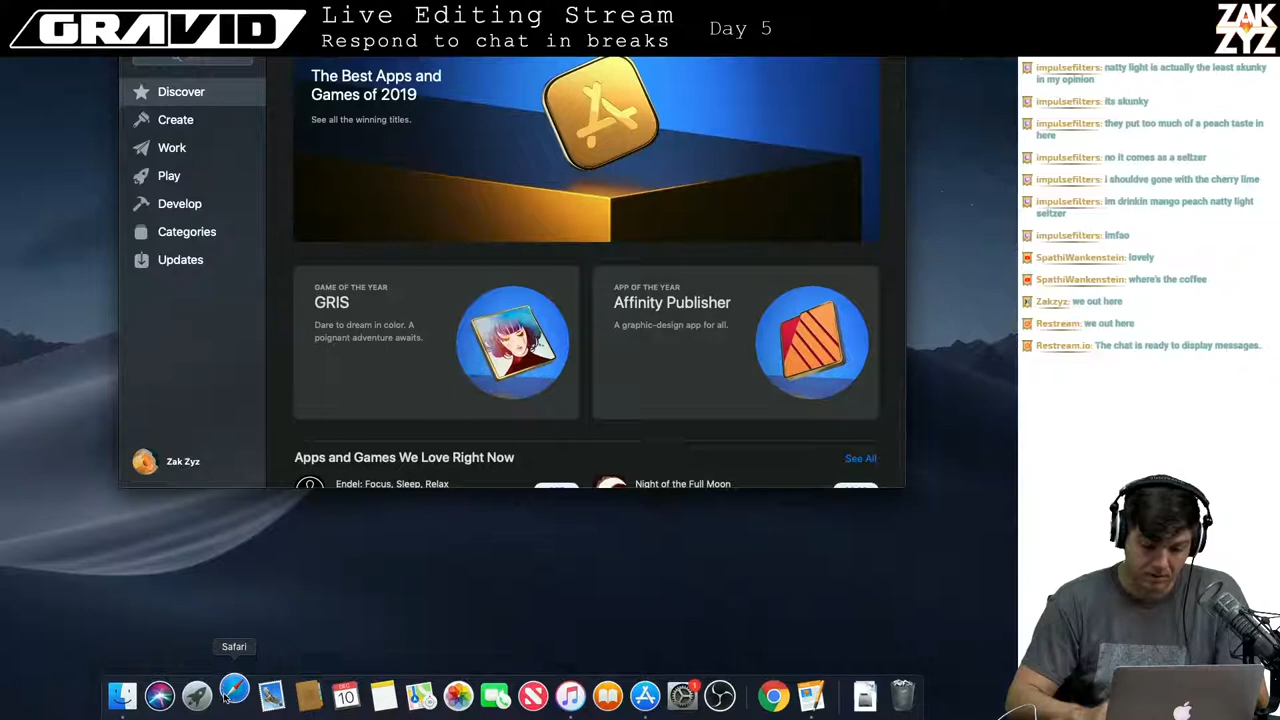 GRAVID
Live Editing Stream
Respond to chat in breaks
Day 5
ZAK
ZYZ
Discover
Create
Work
Play
Develop
Categories
Updates
Zak Zyz
The Best Apps and
Games of 2019
See all the winning titles.
GAME OF THE YEAR
GRIS
Dare to dream in color. A
poignant adventure awaits.
APP OF THE YEAR
Affinity Publisher
A graphic-design app for all.
Apps and Games We Love Right Now
See All
Endel: Focus, Sleep, Relax
Night of the Full Moon
impulsefilters: natty light is actually the least skunky
in my opinion
impulsefilters: its skunky
impulsefilters: they put too much of a peach taste in
here
impulsefilters: no it comes as a seltzer
impulsefilters: i shouldve gone with the cherry lime
impulsefilters: im drinkin mango peach natty light
seltzer
impulsefilters: lmfao
SpathiWankenstein: lovely
SpathiWankenstein: where's the coffee
Zakzyz: we out here
Restream: we out here
Restream.io: The chat is ready to display messages.
Safari
DEC
10
1